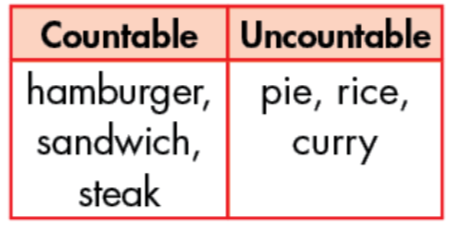 Countable
Uncountable
hamburger,
sandwich,
steak
pie, rice,
curry